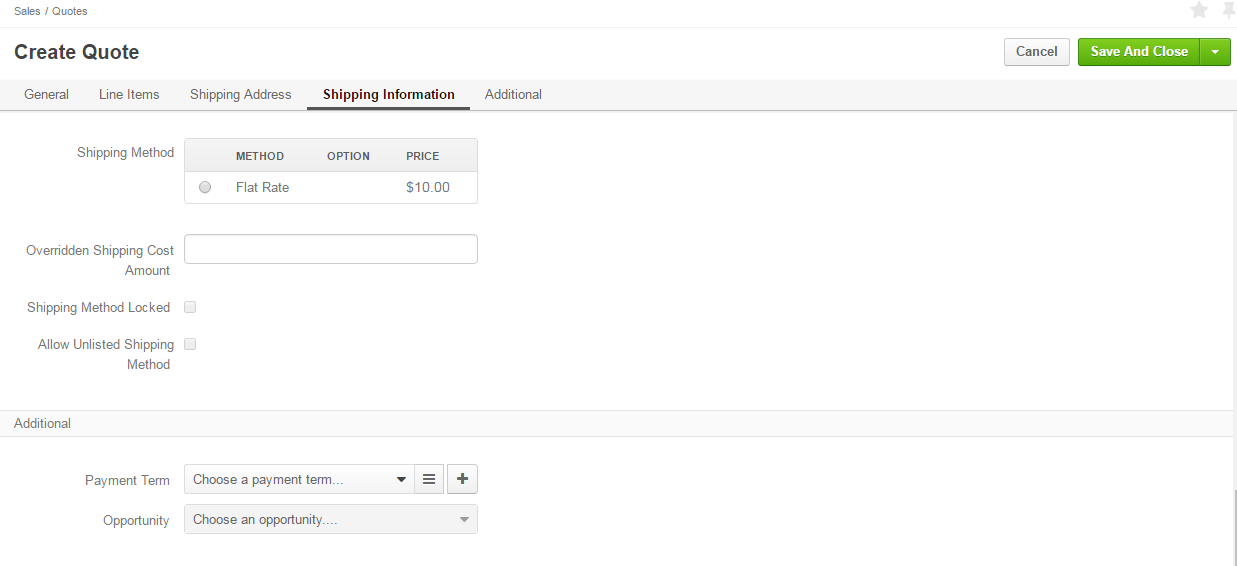 Sales / Quotes
Create Quote
Cancel
Save And Close
General Line Items Shipping Address Shipping Information Additional
Shipping Method
METHOD OPTION PRICE
Flat Rate $10.00
Overridden Shipping Cost
Amount
Shipping Method Locked
Allow Unlisted Shipping
Method
Additional
Payment Term
Choose a payment term...
Opportunity
Choose an opportunity....